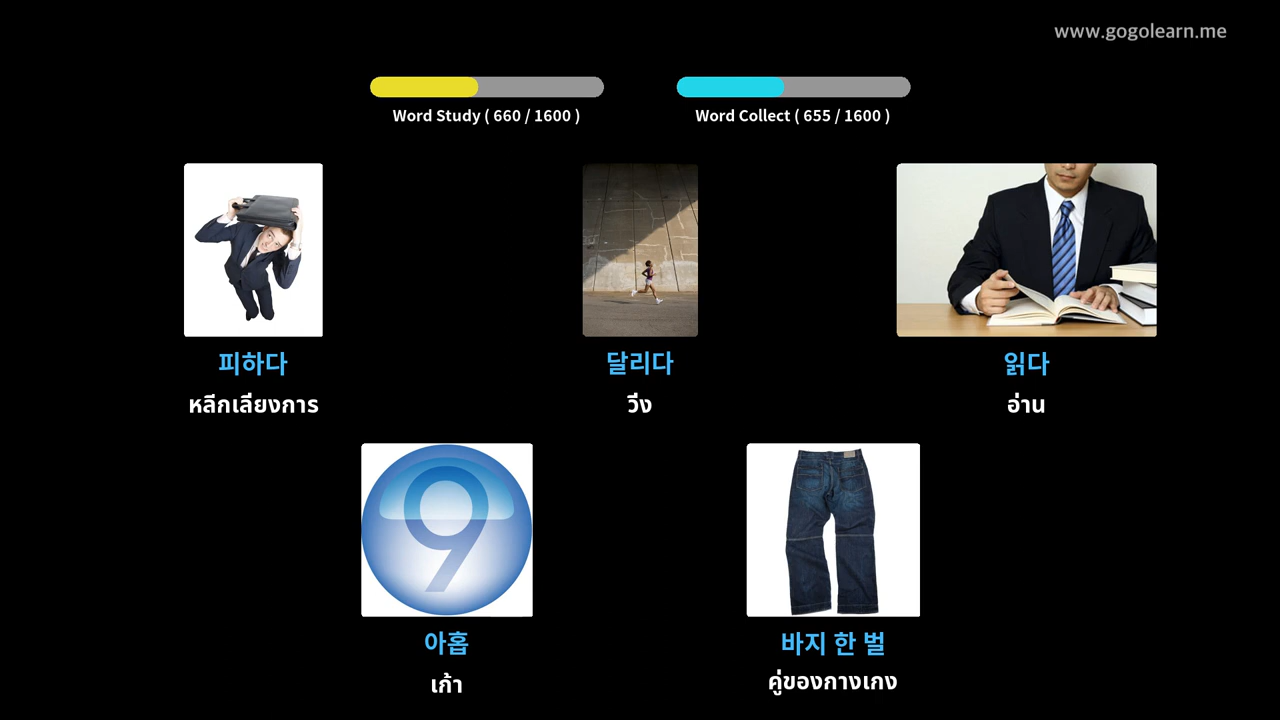 www.gogolearn.me
Word Study ( 660 / 1600 )
Word Collect ( 655 / 1600 )
피하다
달리다
읽다
หลีกเลี่ยงการ
วิ่ง
อ่าน
9
아홉
바지 한 벌
เก้า
คู่ของกางเกง